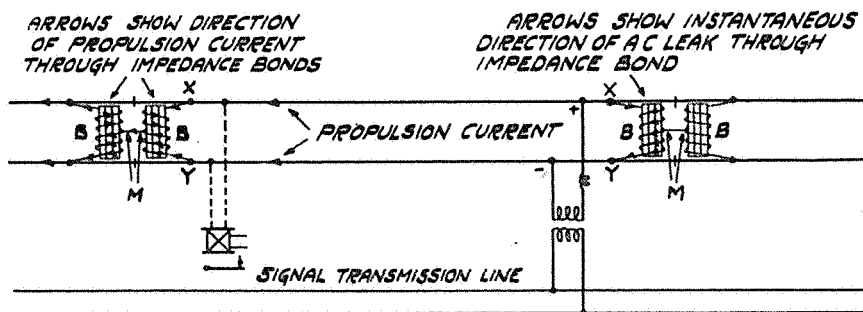 ARROWS SHOW DIRECTION
OF PROPULSION CURRENT
THROUGH IMPEDANCE BONDS
ARROWS SHOW INSTANTANEOUS
DIRECTION OF A C LEAK THROUGH
IMPEDANCE BOND
X
X
+
B
B
PROPULSION CURRENT
B
B
M
Y
-
Y
M
SIGNAL TRANSMISSION LINE